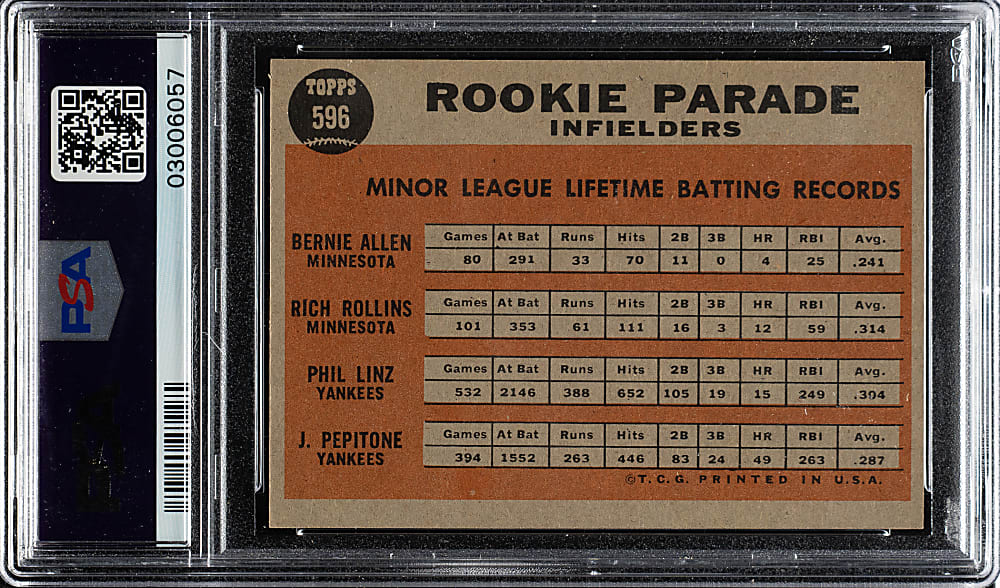 TOPPS
596
ROOKIE PARADE
INFIELDERS
MINOR LEAGUE LIFETIME BATTING RECORDS
BERNIE ALLEN
MINNESOTA
Games At Bat Runs Hits 2B 3B HR RBI Avg.
80 291 33 70 11 0 4 25 .241
RICH ROLLINS
MINNESOTA
Games At Bat Runs Hits 2B 3B HR RBI Avg.
101 353 61 111 16 3 12 59 .314
PHIL LINZ
YANKEES
Games At Bat Runs Hits 2B 3B HR RBI Avg.
532 2146 388 652 105 19 15 249 .304
J. PEPITONE
YANKEES
Games At Bat Runs Hits 2B 3B HR RBI Avg.
394 1552 263 446 83 24 49 263 .287
©T.C.G. PRINTED IN U.S.A.
03006057
PSA